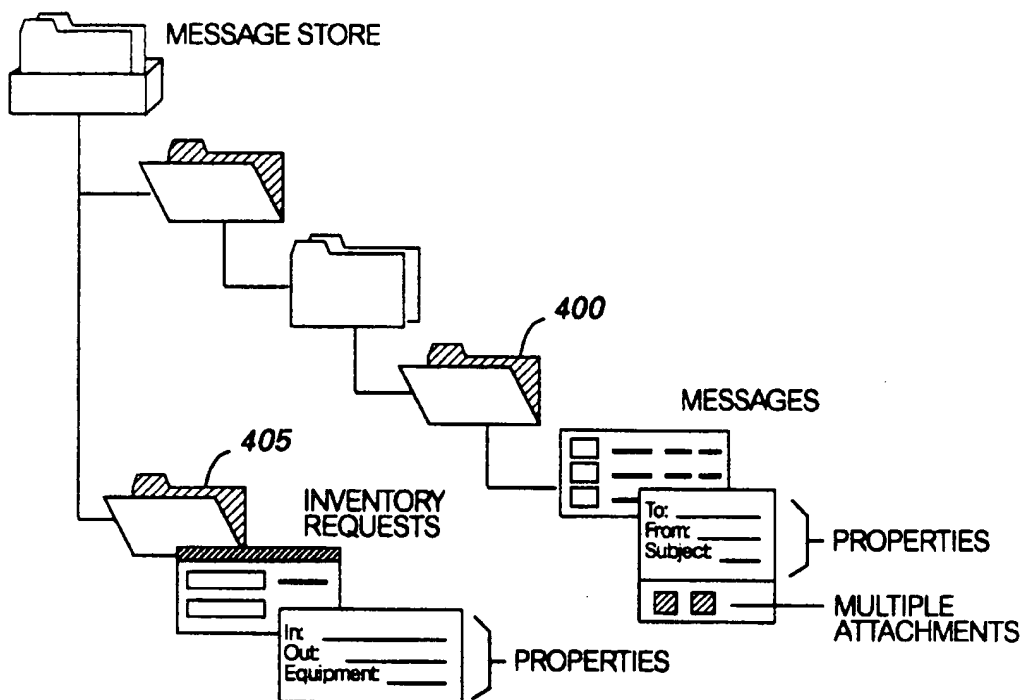 MESSAGE STORE
400
MESSAGES
405
INVENTORY
REQUESTS
To:
From:
Subject:
PROPERTIES
MULTIPLE
ATTACHMENTS
In:
Out:
Equipment:
PROPERTIES